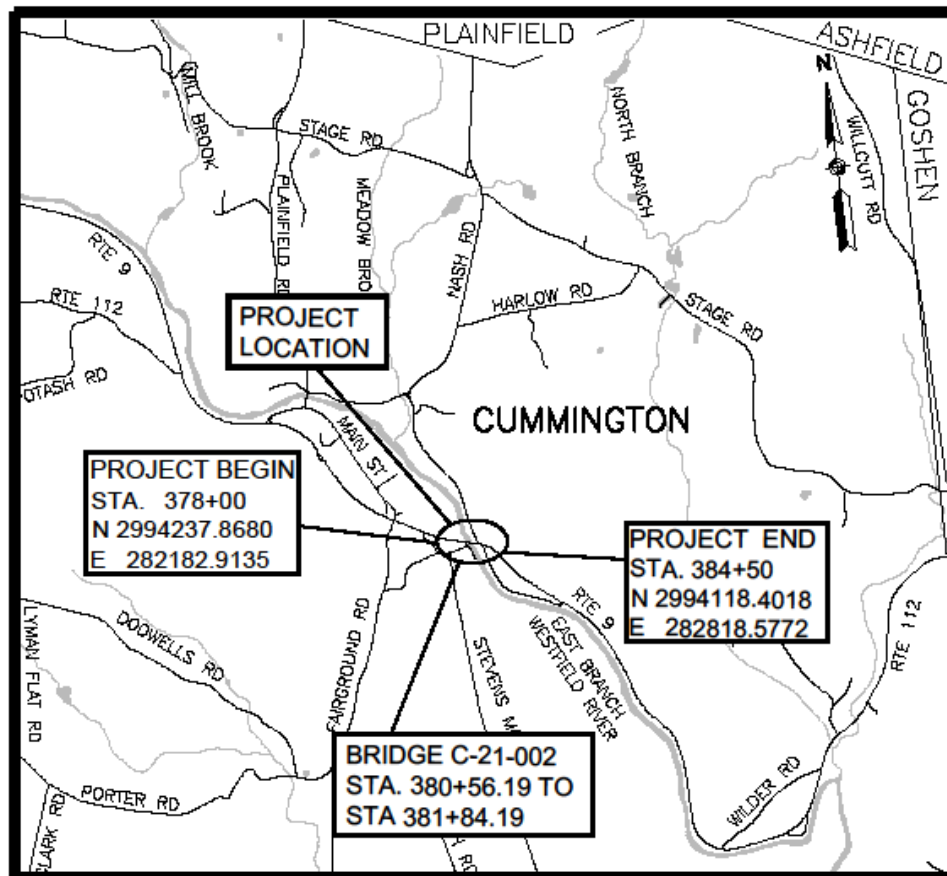 PLAINFIELD
ASHFIELD
GOSHEN
N
MILL BROOK
STAGE RD
NORTH BRANCH
WILLCUTT RD
PLAINFIELD RD
MEADOW BRO
NASH RD
RTE 9
RTE 112
HARLOW RD
STAGE RD
PROJECT
LOCATION
OTASH RD
MAIN ST
CUMMINGTON
PROJECT BEGIN
STA. 378+00
N 2994237.8680
E 282182.9135
PROJECT END
STA. 384+50
N 2994118.4018
E 282818.5772
RTE 9
EAST BRANCH
WESTFIELD RIVER
RTE 112
LYMAN FLAT RD
DODWELLS RD
FAIRGROUND RD
STEVENS M
BRIDGE C-21-002
STA. 380+56.19 TO
STA 381+84.19
PORTER RD
WILDER RD
CLARK RD
RD